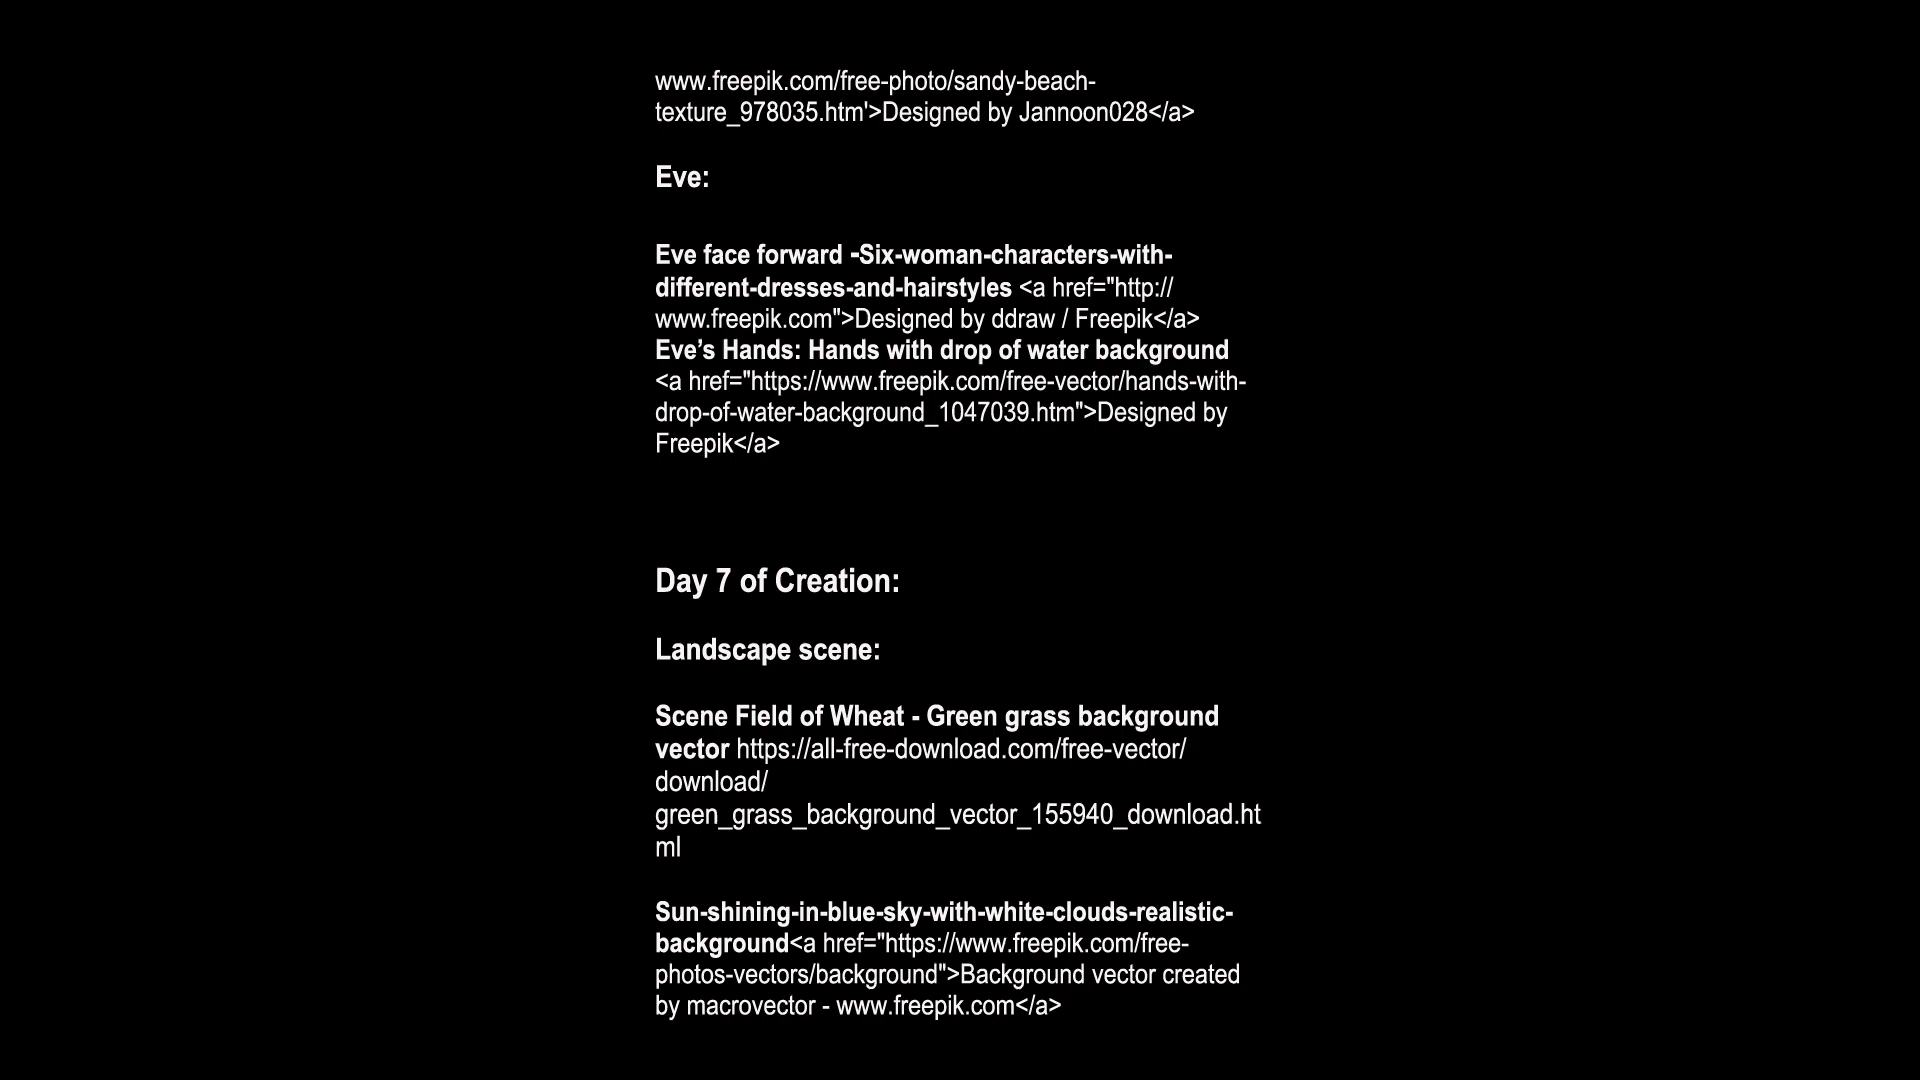 www.freepik.com/free-photo/sandy-beach-
texture_978035.htm'>Designed by Jannoon028</a>
Eve:
Eve face forward -Six-woman-characters-with-
different-dresses-and-hairstyles <a href="http://
www.freepik.com">Designed by ddraw / Freepik</a>
Eve’s Hands: Hands with drop of water background
<a href="https://www.freepik.com/free-vector/hands-with-
drop-of-water-background_1047039.htm">Designed by
Freepik</a>
Day 7 of Creation:
Landscape scene:
Scene Field of Wheat - Green grass background
vector https://all-free-download.com/free-vector/
download/
green_grass_background_vector_155940_download.ht
ml
Sun-shining-in-blue-sky-with-white-clouds-realistic-
background<a href="https://www.freepik.com/free-
photos-vectors/background">Background vector created
by macrovector - www.freepik.com</a>